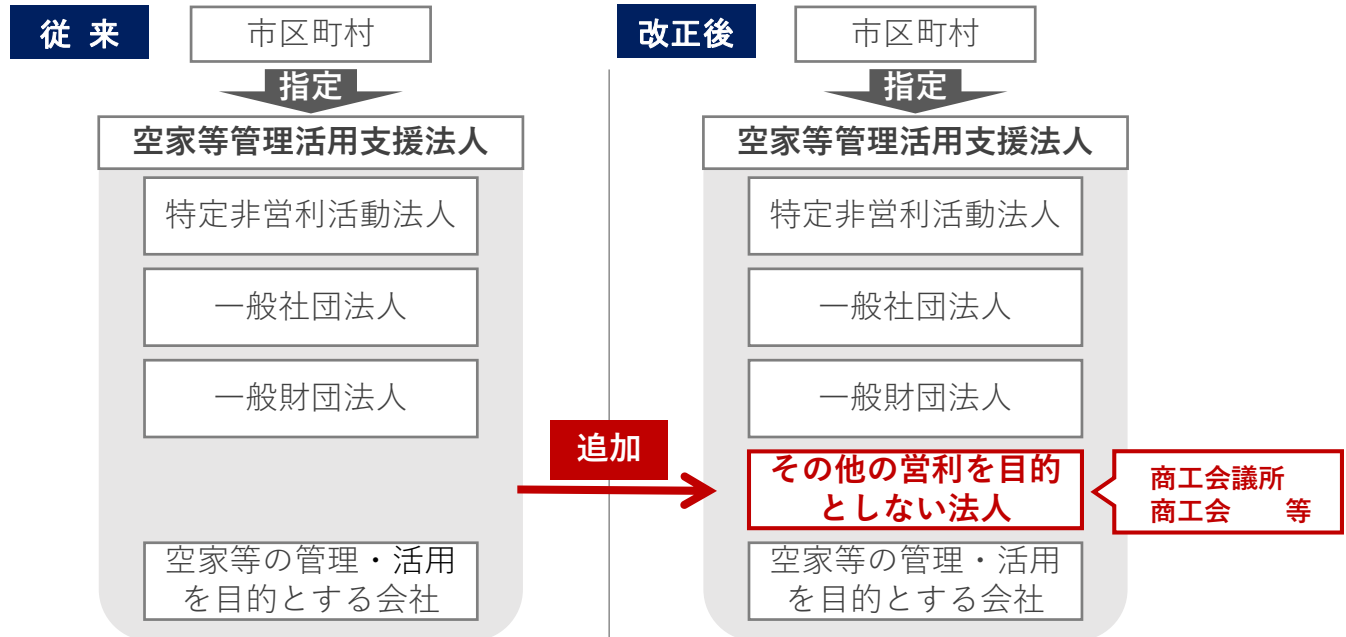 従 来
市区町村
指定
空家等管理活用支援法人
特定非営利活動法人
一般社団法人
一般財団法人
空家等の管理・活用
を目的とする会社
追加
改正後
市区町村
指定
空家等管理活用支援法人
特定非営利活動法人
一般社団法人
一般財団法人
その他の営利を目的
としない法人
商工会議所
商工会 等
空家等の管理・活用
を目的とする会社